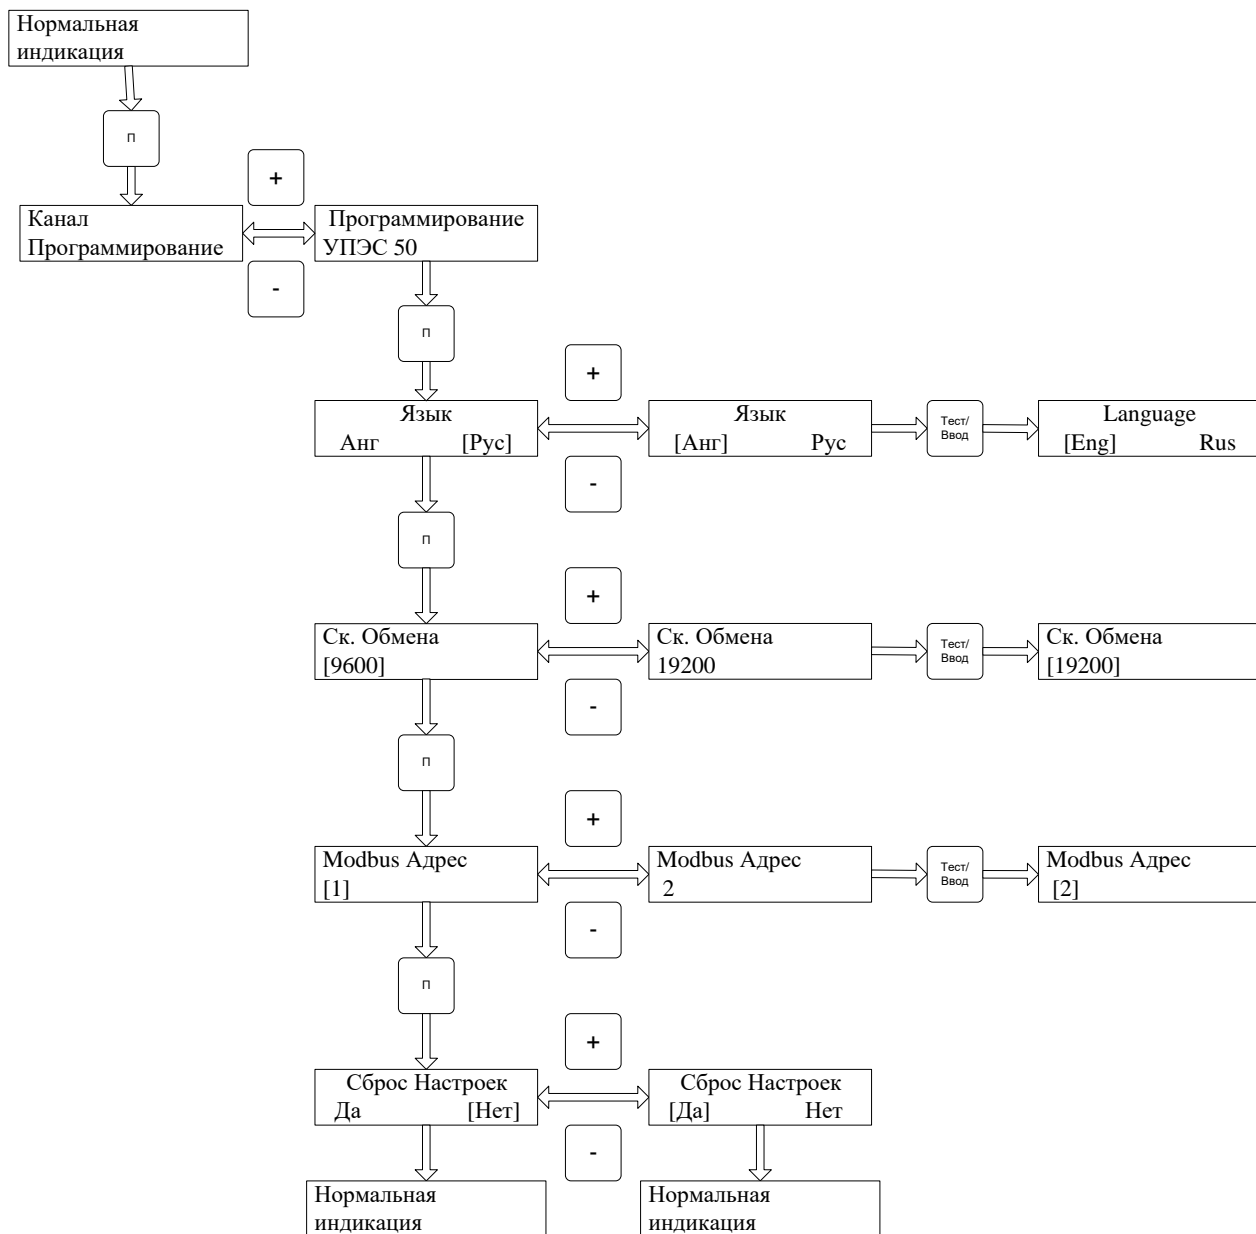 Нормальная
индикация
П
+
Канал
Программирование
Программирование
УПЭС 50
-
П
+
Язык
Анг [Рус]
Язык
[Анг] Рус
Тест/
Ввод
Language
[Eng] Rus
-
П
+
Ск. Обмена
[9600]
Ск. Обмена
19200
Тест/
Ввод
Ск. Обмена
[19200]
-
П
+
Modbus Адрес
[1]
Modbus Адрес
2
Тест/
Ввод
Modbus Адрес
[2]
-
П
+
Сброс Настроек
Да [Нет]
Сброс Настроек
[Да] Нет
-
Нормальная
индикация
Нормальная
индикация